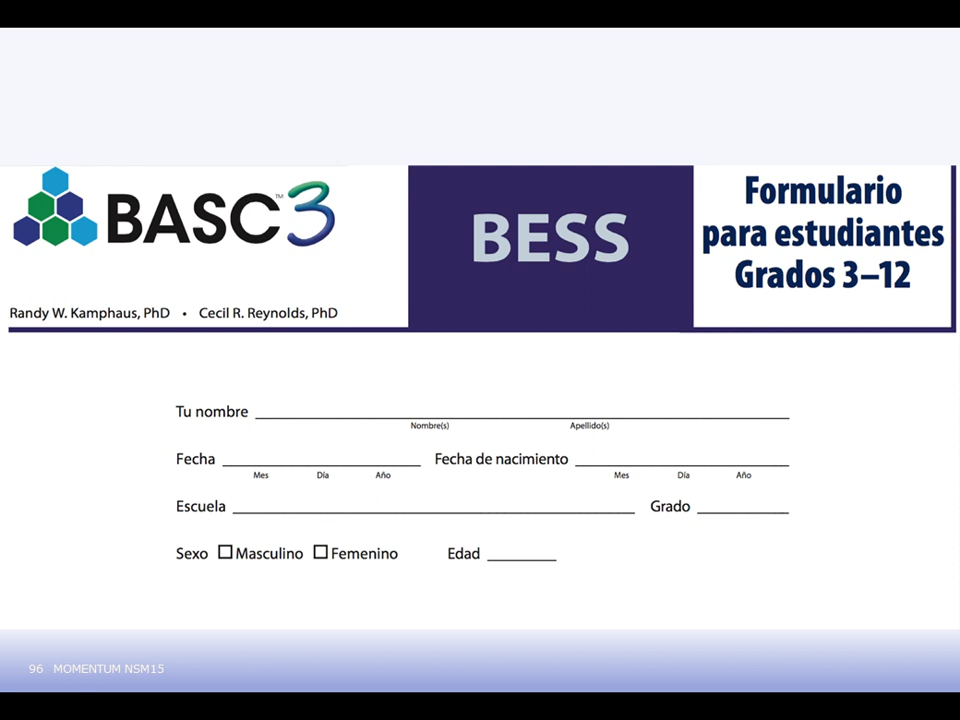 BASC™3
BESS
Formulario
para estudiantes
Grados 3–12
Randy W. Kamphaus, PhD • Cecil R. Reynolds, PhD
Tu nombre
Nombre(s) Apellido(s)
Fecha Fecha de nacimiento
Mes Día Año Mes Día Año
Escuela Grado
Sexo Masculino Femenino Edad
96 MOMENTUM NSM15